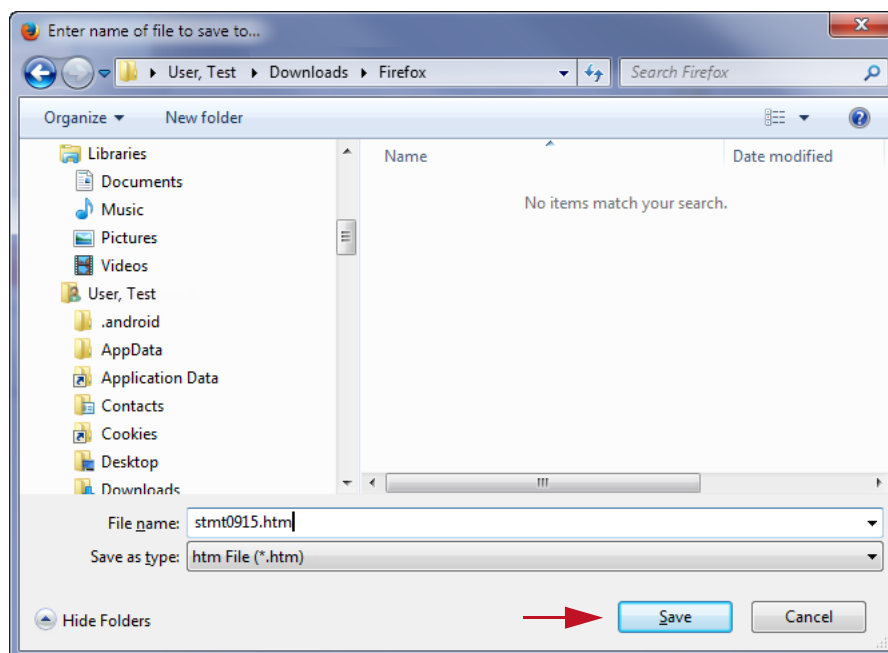 Enter name of file to save to...
User, Test Downloads Firefox Search Firefox
Organize New folder
Name Date modified
No items match your search.
Libraries
Documents
Music
Pictures
Videos
User, Test
.android
AppData
Application Data
Contacts
Cookies
Desktop
Downloads
File name: stmt0915.htm
Save as type: htm File (*.htm)
Hide Folders Save Cancel